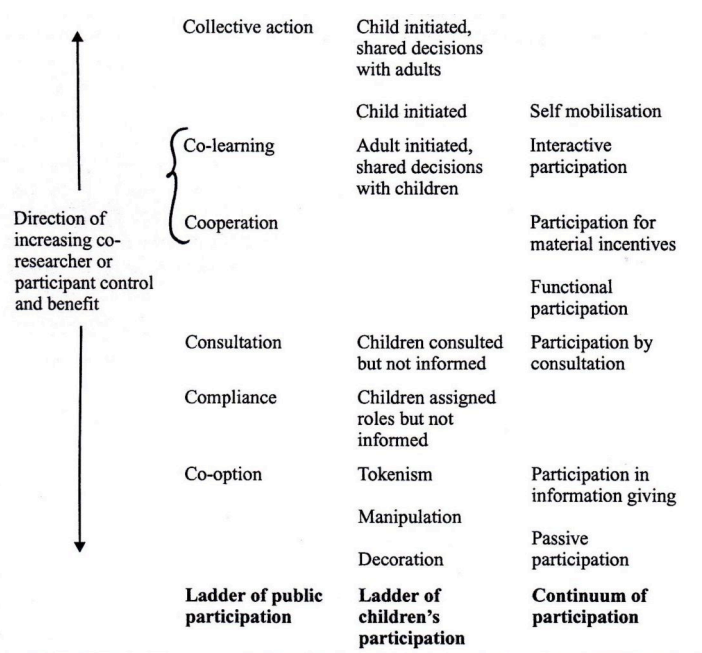 Collective action
Child initiated,
shared decisions
with adults
Child initiated
Self mobilisation
Co-learning
Adult initiated,
shared decisions
with children
Interactive
participation
Direction of
increasing co-
researcher or
participant control
and benefit
Cooperation
Participation for
material incentives
Functional
participation
Consultation
Children consulted
but not informed
Participation by
consultation
Compliance
Children assigned
roles but not
informed
Co-option
Tokenism
Participation in
information giving
Manipulation
Passive
participation
Decoration
Ladder of public
participation
Ladder of
children's
participation
Continuum of
participation